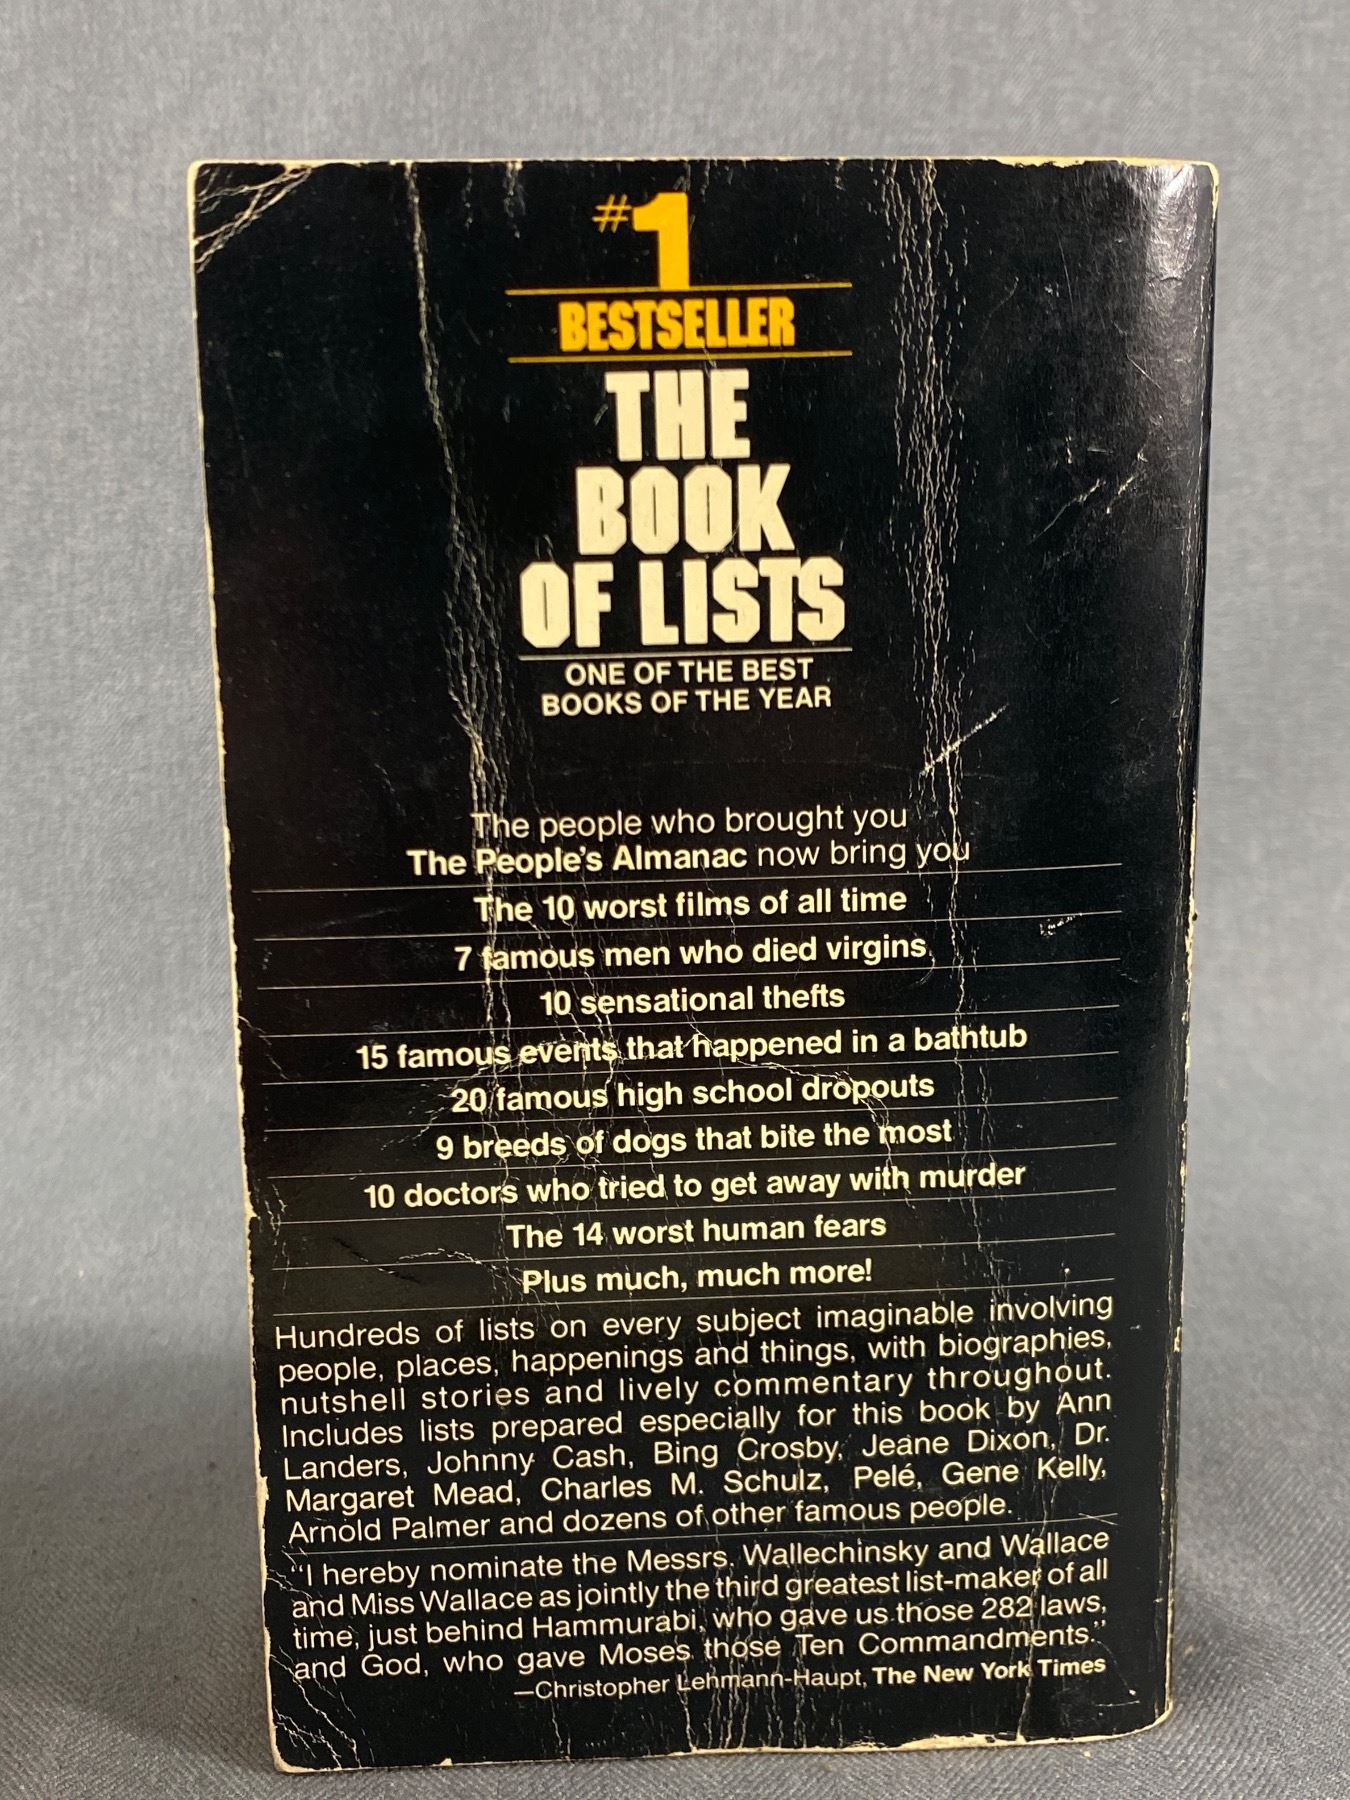 #1
BESTSELLER
THE
BOOK
OF LISTS
ONE OF THE BEST
BOOKS OF THE YEAR
The people who brought you
The People's Almanac now bring you
The 10 worst films of all time
7 famous men who died virgins
10 sensational thefts
15 famous events that happened in a bathtub
20 famous high school dropouts
9 breeds of dogs that bite the most
10 doctors who tried to get away with murder
The 14 worst human fears
Plus much, much more!
Hundreds of lists on every subject imaginable involving
people, places, happenings and things, with biographies,
nutshell stories and lively commentary throughout.
Includes lists prepared especially for this book by Ann
Landers, Johnny Cash, Bing Crosby, Jeane Dixon, Dr.
Margaret Mead, Charles M. Schulz, Pelé, Gene Kelly,
Arnold Palmer and dozens of other famous people.
"I hereby nominate the Messrs. Wallechinsky and Wallace
and Miss Wallace as jointly the third greatest list-maker of all
time, just behind Hammurabi, who gave us those 282 laws,
and God, who gave Moses those Ten Commandments."
—Christopher Lehmann-Haupt, The New York Times